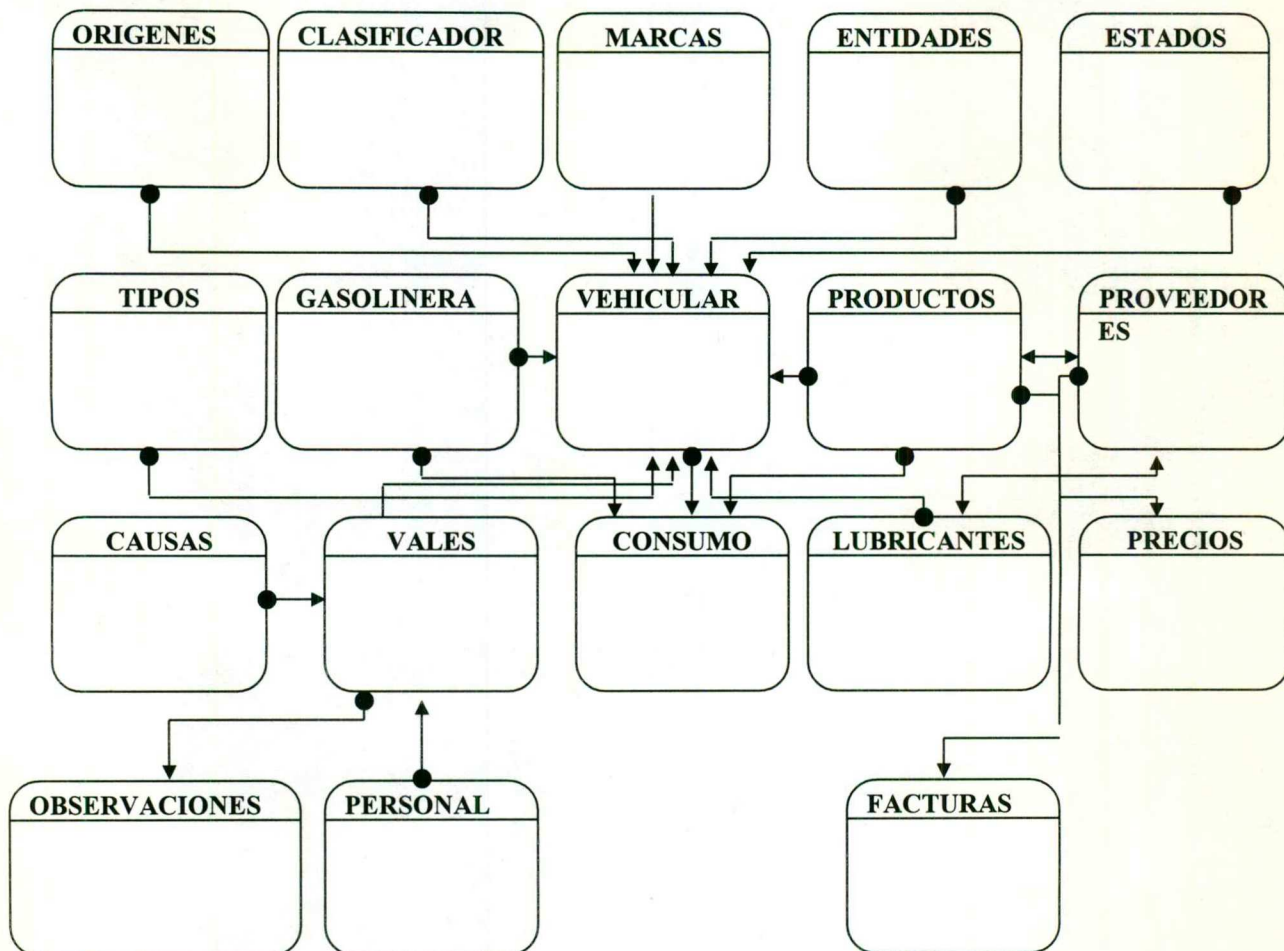 ORIGENES
CLASIFICADOR
MARCAS
ENTIDADES
ESTADOS
TIPOS
GASOLINERA
VEHICULAR
PRODUCTOS
PROVEEDOR
ES
CAUSAS
VALES
CONSUMO
LUBRICANTES
PRECIOS
OBSERVACIONES
PERSONAL
FACTURAS